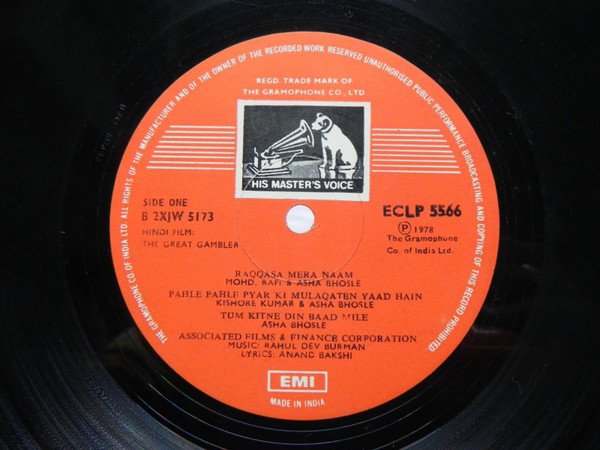 ALL RIGHTS OF THE MANUFACTURER AND OF THE OWNER OF THE RECORDED WORK RESERVED UNAUTHORISED PUBLIC PERFORMANCE BROADCASTING AND COPYING OF THIS RECORD PROHIBITED
THE GRAMOPHONE CO. OF INDIA LTD.
REGD. TRADE MARK OF
THE GRAMOPHONE CO., LTD
HIS MASTER'S VOICE
SIDE ONE
B 2XJW 5173
HINDI FILM:
THE GREAT GAMBLER
ECLP 5566
Ⓟ 1978
The Gramophone
Co. of India Ltd.
RAQQASA MERA NAAM
MOHD. RAFI & ASHA BHOSLE
PAHLE PAHLE PYAR KI MULAQATEN YAAD HAIN
KISHORE KUMAR & ASHA BHOSLE
TUM KITNE DIN BAAD MILE
ASHA BHOSLE
ASSOCIATED FILMS & FINANCE CORPORATION
MUSIC: RAHUL DEV BURMAN
LYRICS: ANAND BAKSHI
EMI
MADE IN INDIA